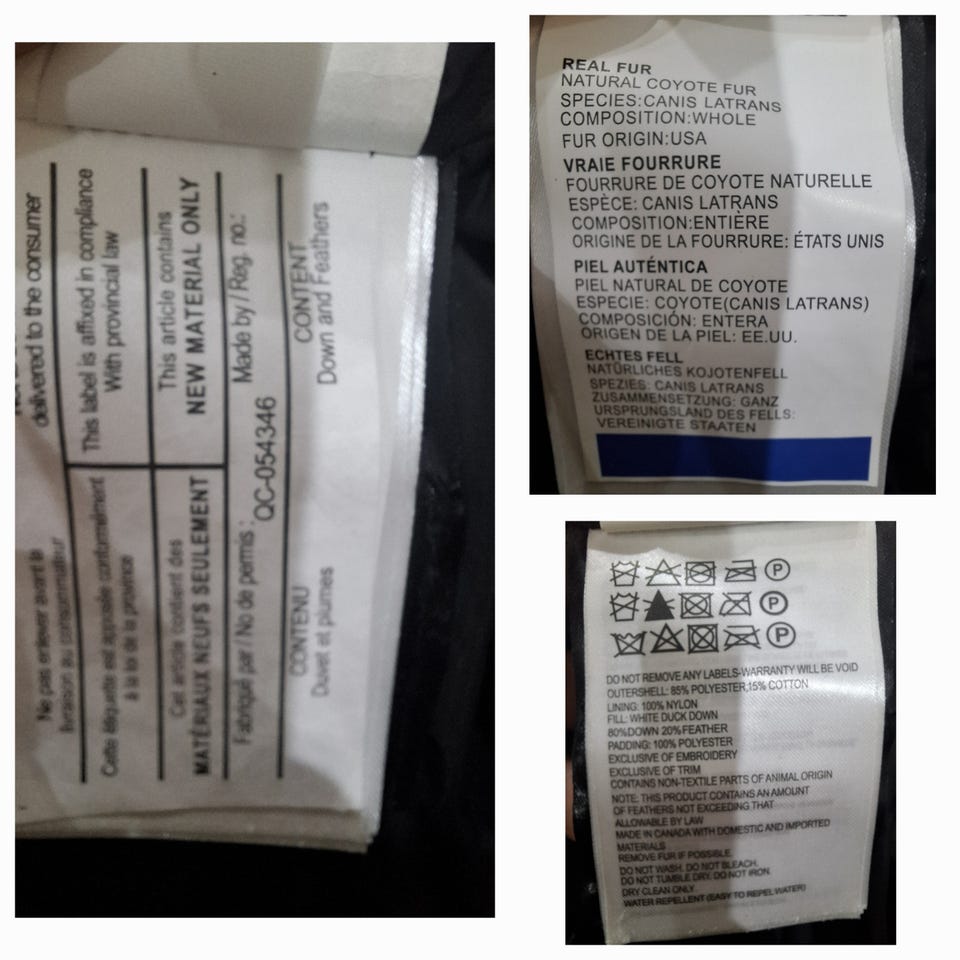 delivered to the consumer
This label is affixed in compliance
With provincial law
This article contains
NEW MATERIAL ONLY
Made by / Reg. no.:
QC-054346
CONTENT
Down and Feathers
Ne pas enlever avant la
livraison au consommateur
Cette étiquette est apposée conformément
à la loi de la province
Cet article contient des
MATÉRIAUX NEUFS SEULEMENT
Fabriqué par / No de permis :
CONTENU
Duvet et plumes
REAL FUR
NATURAL COYOTE FUR
SPECIES:CANIS LATRANS
COMPOSITION:WHOLE
FUR ORIGIN:USA
VRAIE FOURRURE
FOURRURE DE COYOTE NATURELLE
ESPÈCE: CANIS LATRANS
COMPOSITION:ENTIÈRE
ORIGINE DE LA FOURRURE: ÉTATS UNIS
PIEL AUTÉNTICA
PIEL NATURAL DE COYOTE
ESPECIE: COYOTE(CANIS LATRANS)
COMPOSICIÓN: ENTERA
ORIGEN DE LA PIEL: EE.UU.
ECHTES FELL
NATÜRLICHES KOJOTENFELL
SPEZIES: CANIS LATRANS
ZUSAMMENSETZUNG: GANZ
URSPRUNGSLAND DES FELLS:
VEREINIGTE STAATEN
P
P
P
DO NOT REMOVE ANY LABELS-WARRANTY WILL BE VOID
OUTERSHELL: 85% POLYESTER,15% COTTON
LINING: 100% NYLON
FILL: WHITE DUCK DOWN
80%DOWN 20%FEATHER
PADDING: 100% POLYESTER
EXCLUSIVE OF EMBROIDERY
EXCLUSIVE OF TRIM
CONTAINS NON-TEXTILE PARTS OF ANIMAL ORIGIN
NOTE: THIS PRODUCT CONTAINS AN AMOUNT
OF FEATHERS NOT EXCEEDING THAT
ALLOWABLE BY LAW
MADE IN CANADA WITH DOMESTIC AND IMPORTED
MATERIALS
REMOVE FUR IF POSSIBLE.
DO NOT WASH. DO NOT BLEACH.
DO NOT TUMBLE DRY. DO NOT IRON.
DRY CLEAN ONLY.
WATER REPELLENT (EASY TO REPEL WATER)